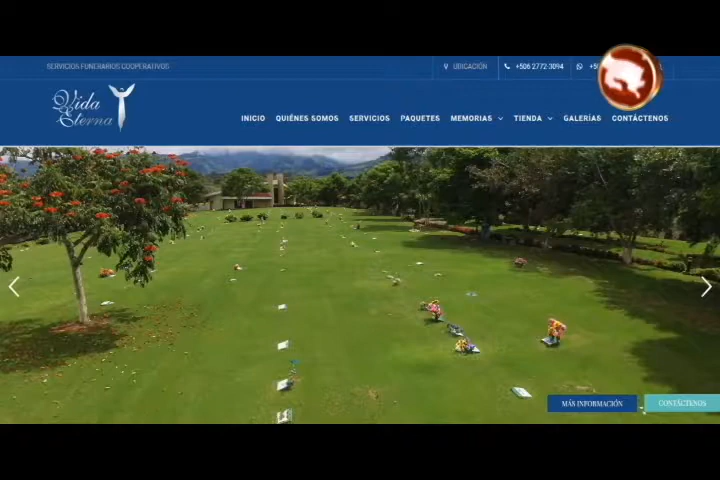 SERVICIOS FUNERARIOS COOPERATIVOS
UBICACIÓN
+506 2772-3094
Vida
Eterna
INICIO QUIÉNES SOMOS SERVICIOS PAQUETES MEMORIAS TIENDA GALERÍAS CONTÁCTENOS
MÁS INFORMACIÓN
CONTÁCTENOS